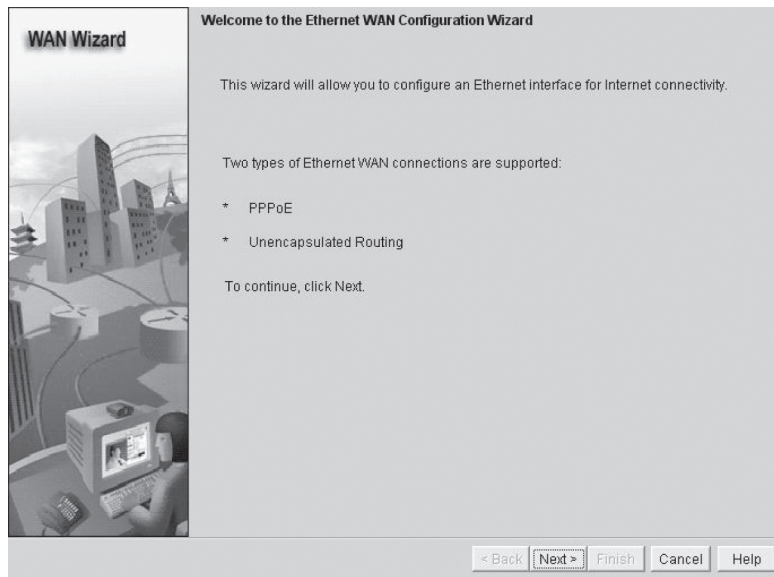 WAN Wizard
Welcome to the Ethernet WAN Configuration Wizard
This wizard will allow you to configure an Ethernet interface for Internet connectivity.
Two types of Ethernet WAN connections are supported:
* PPPoE
* Unencapsulated Routing
To continue, click Next.
< Back Next > Finish Cancel Help